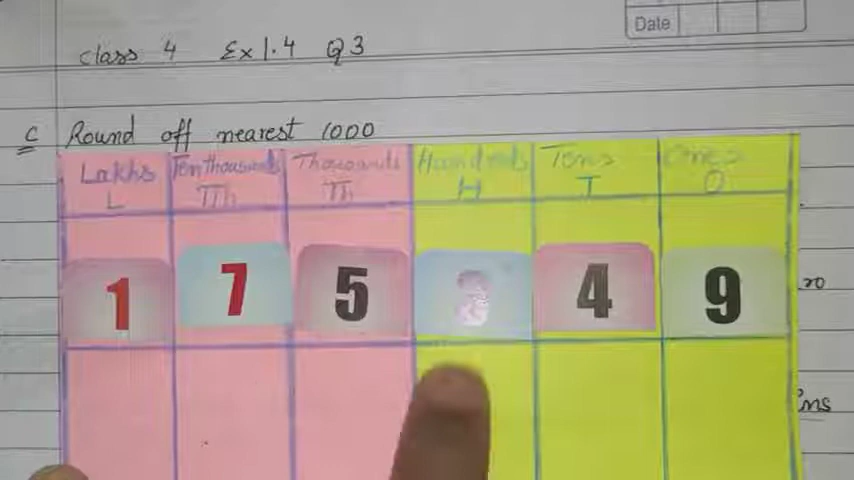 Date
Class 4 Ex 1.4 Q3
C Round off nearest 1000
Lakhs Ten thousands Thousands Hundreds Tens Ones
L TTh Th H T O
1 7 5 3 4 9